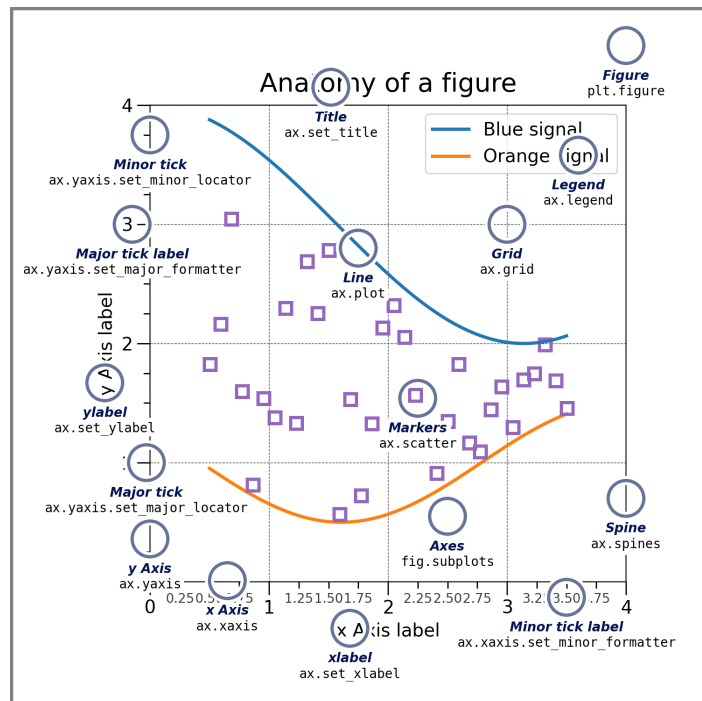 Figure
plt.figure
Anatomy of a figure
Title
ax.set_title
4
Blue signal
Orange signal
Minor tick
ax.yaxis.set_minor_locator
Legend
ax.legend
3
Major tick label
ax.yaxis.set_major_formatter
Grid
ax.grid
Line
ax.plot
2
y Axis label
ylabel
ax.set_ylabel
Markers
ax.scatter
Major tick
ax.yaxis.set_major_locator
Spine
ax.spines
Axes
fig.subplots
y Axis
ax.yaxis
0.25 1.25 1.50 1.75 2.25 2.50 2.75 3.50
0 1 2 3 4
x Axis
ax.xaxis
Minor tick label
ax.xaxis.set_minor_formatter
x Axis label
xlabel
ax.set_xlabel